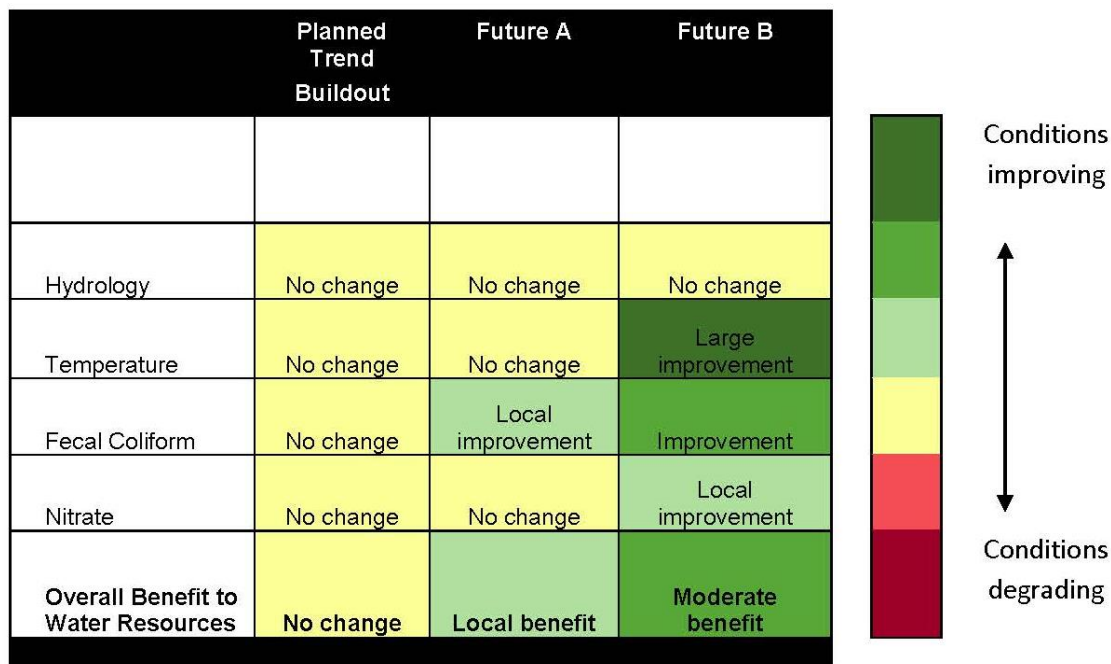 Planned
Trend
Buildout
Future A
Future B
Hydrology
No change
No change
No change
Temperature
No change
No change
Large
improvement
Fecal Coliform
No change
Local
improvement
Improvement
Nitrate
No change
No change
Local
improvement
Overall Benefit to
Water Resources
No change
Local benefit
Moderate
benefit
Conditions
improving
Conditions
degrading